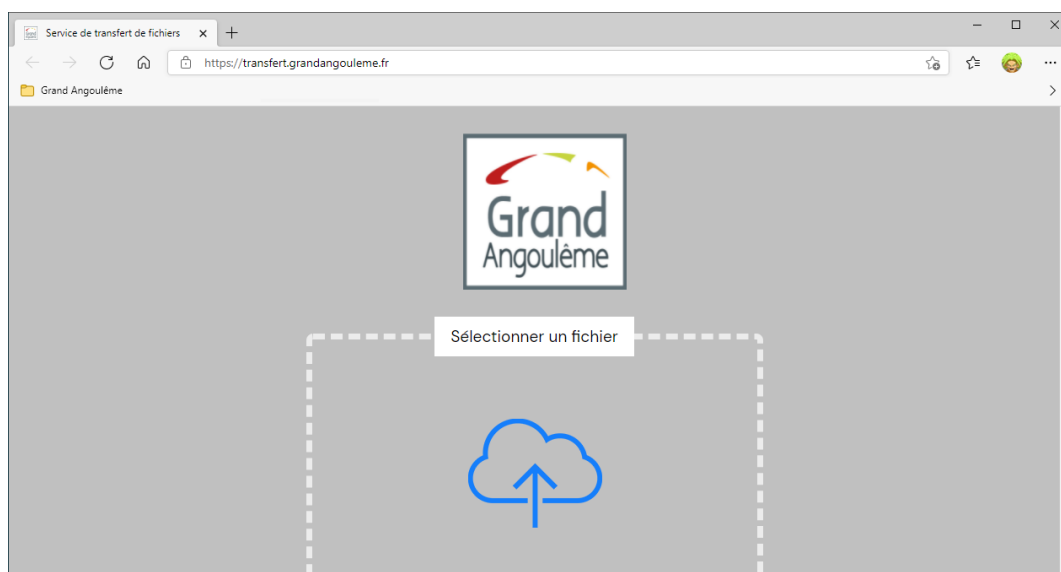 Service de transfert de fichiers
https://transfert.grandangouleme.fr
Grand Angoulême
Grand
Angoulême
Sélectionner un fichier